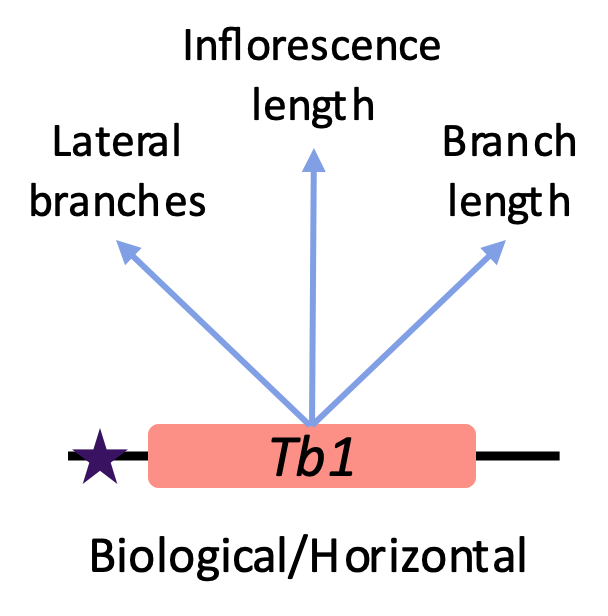 Inflorescence
length
Lateral
branches
Branch
length
Tb1
Biological/Horizontal